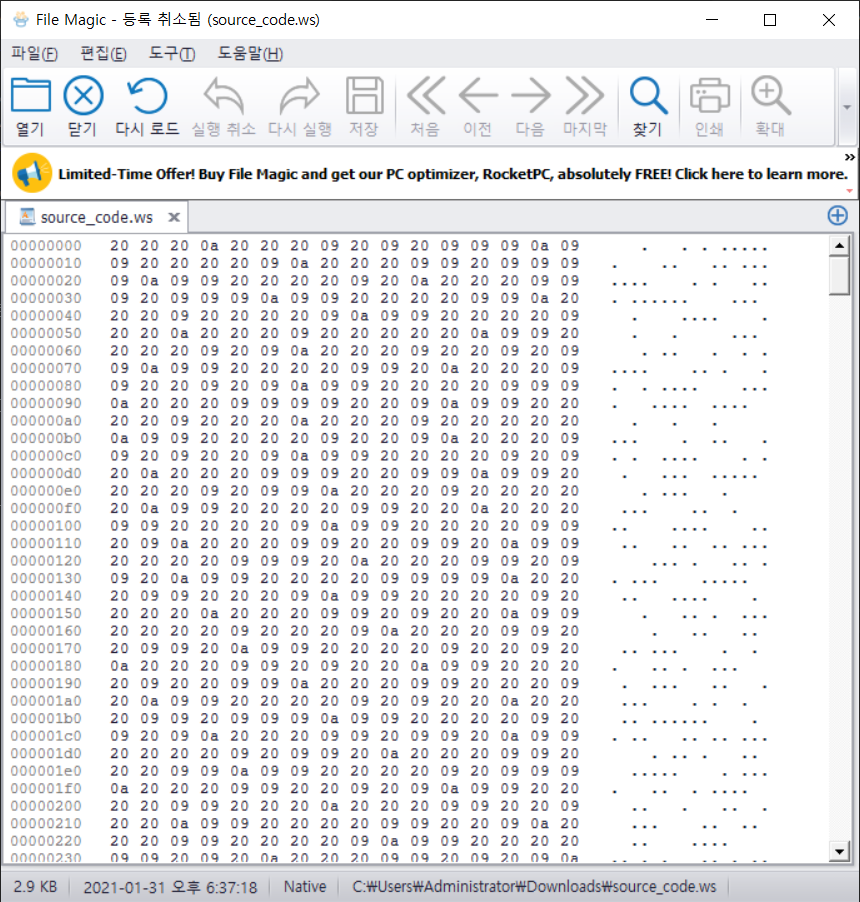 File Magic - 등록 취소됨 (source_code.ws)
파일(F) 편집(E) 도구(T) 도움말(H)
열기 닫기 다시 로드 실행 취소 다시 실행 저장 처음 이전 다음 마지막 찾기 인쇄 확대
Limited-Time Offer! Buy File Magic and get our PC optimizer, RocketPC, absolutely FREE! Click here to learn more.
source_code.ws
00000000 20 20 20 0a 20 20 20 09 20 09 20 09 09 09 0a 09
00000010 09 20 20 20 20 09 0a 20 20 20 09 09 20 09 09 09
00000020 09 0a 09 09 20 20 20 20 09 20 0a 20 20 20 09 09
00000030 09 20 09 09 09 09 0a 09 09 20 20 20 20 09 09 0a 20
00000040 20 20 09 20 20 20 20 09 0a 09 09 20 20 20 20 09
00000050 20 20 0a 20 20 20 09 20 20 20 20 20 0a 09 09 20
00000060 20 20 20 09 20 09 0a 20 20 20 09 20 20 09 20 09
00000070 09 0a 09 09 20 20 20 20 09 09 20 0a 20 20 20 09
00000080 09 20 20 09 20 09 0a 09 09 20 20 20 20 09 09 09
00000090 0a 20 20 20 09 09 09 09 20 20 09 0a 09 09 20 20
000000a0 20 20 09 20 20 20 0a 20 20 20 09 20 20 20 20 20
000000b0 0a 09 09 20 20 20 20 09 20 20 09 0a 20 20 20 09
000000c0 09 20 20 09 20 09 0a 09 09 20 20 20 20 09 20 09
000000d0 20 0a 20 20 20 09 09 09 20 20 09 09 0a 09 09 20
000000e0 20 20 20 09 20 09 09 0a 20 20 20 09 20 20 20 20
000000f0 20 0a 09 09 20 20 20 20 09 09 20 20 0a 20 20 20
00000100 09 09 20 20 20 20 09 0a 09 09 20 20 20 20 09 09
00000110 20 09 0a 20 20 20 09 09 20 20 09 09 20 0a 09 09
00000120 20 20 20 20 09 09 09 20 0a 20 20 20 09 09 20 09
00000130 09 20 0a 09 09 20 20 20 20 09 09 09 09 0a 20 20
00000140 20 09 09 20 20 20 09 0a 09 09 20 20 20 20 09 20
00000150 20 20 20 0a 20 20 20 09 09 20 09 20 20 0a 09 09
00000160 20 20 20 20 09 20 20 20 09 0a 20 20 20 09 09 20
00000170 20 09 09 20 0a 09 09 20 20 20 20 09 20 20 09 20
00000180 0a 20 20 20 09 09 20 09 20 20 0a 09 09 20 20 20
00000190 20 09 20 20 09 09 0a 20 20 20 09 09 20 20 20 09
000001a0 20 0a 09 09 20 20 20 20 09 20 09 20 20 0a 20 20
000001b0 20 09 09 20 09 09 09 0a 09 09 20 20 20 20 09 20
000001c0 09 20 09 0a 20 20 20 09 09 20 09 09 20 0a 09 09
000001d0 20 20 20 20 09 20 09 09 20 0a 20 20 20 09 09 20
000001e0 20 20 09 09 0a 09 09 20 20 20 20 09 20 09 09 09
000001f0 0a 20 20 20 09 09 20 20 09 20 09 0a 09 09 20 20
00000200 20 20 09 09 20 20 20 0a 20 20 20 09 09 20 20 09
00000210 20 20 0a 09 09 20 20 20 20 09 09 20 20 09 0a 20
00000220 20 20 09 09 20 20 20 20 20 0a 09 09 20 20 20 20
00000230 09 09 20 09 20 0a 20 20 20 09 20 09 20 09 09 0a
2.9 KB 2021-01-31 오후 6:37:18 Native C:₩Users₩Administrator₩Downloads₩source_code.ws